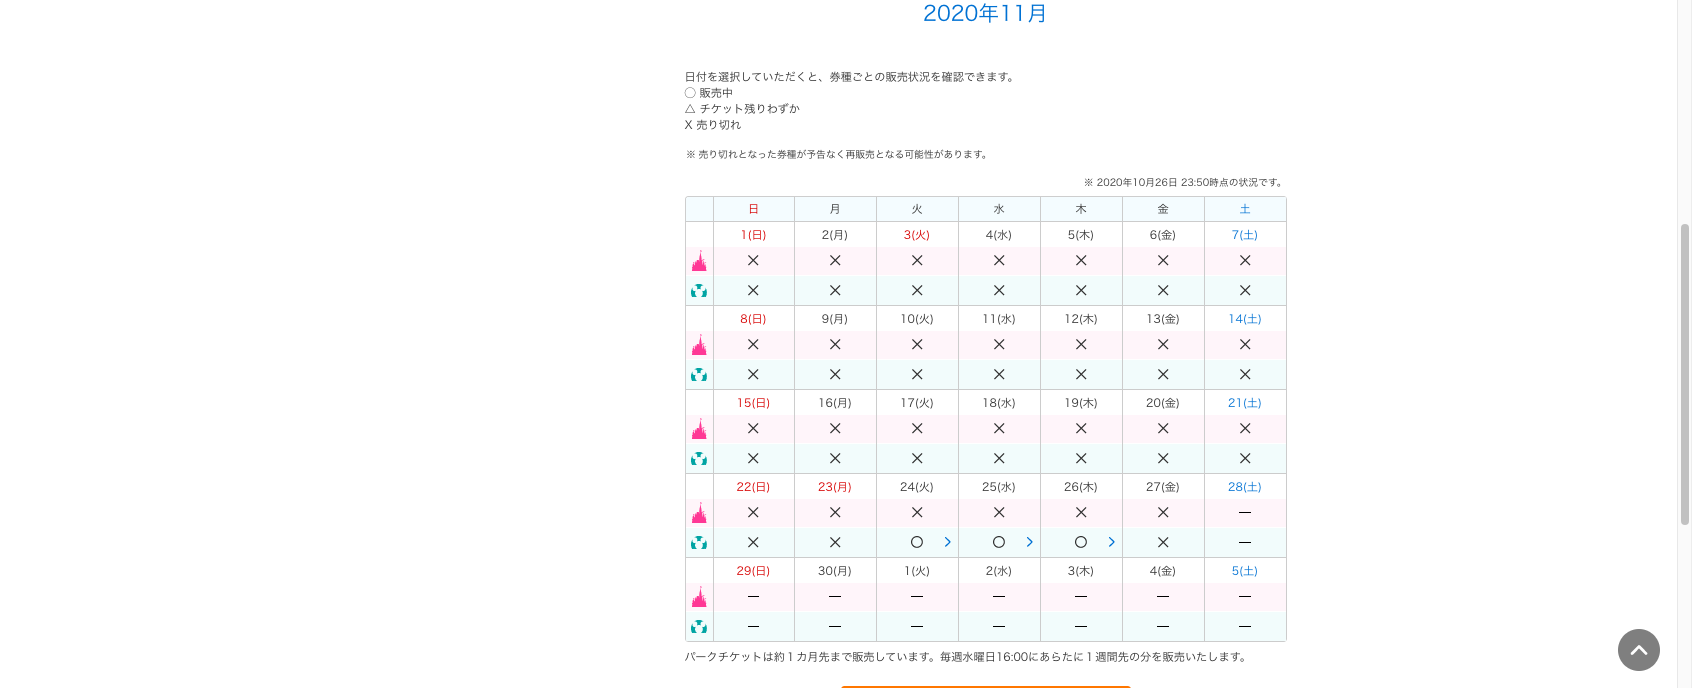 2020年11月
日付を選択していただくと、券種ごとの販売状況を確認できます。
○ 販売中
△ チケット残りわずか
X 売り切れ
※ 売り切れとなった券種が予告なく再販売となる可能性があります。
※ 2020年10月26日 23:50時点の状況です。
日 月 火 水 木 金 土
1(日) 2(月) 3(火) 4(水) 5(木) 6(金) 7(土)
× × × × × × ×
× × × × × × ×
8(日) 9(月) 10(火) 11(水) 12(木) 13(金) 14(土)
× × × × × × ×
× × × × × × ×
15(日) 16(月) 17(火) 18(水) 19(木) 20(金) 21(土)
× × × × × × ×
× × × × × × ×
22(日) 23(月) 24(火) 25(水) 26(木) 27(金) 28(土)
× × × × × × —
× × ○ ○ ○ × —
29(日) 30(月) 1(火) 2(水) 3(木) 4(金) 5(土)
— — — — — — —
— — — — — — —
パークチケットは約１カ月先まで販売しています。毎週水曜日16:00にあらたに１週間先の分を販売いたします。